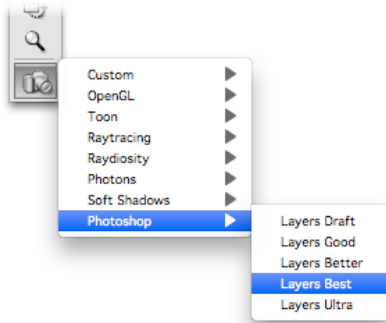 Custom
OpenGL
Toon
Raytracing
Raydiosity
Photons
Soft Shadows
Photoshop
Layers Draft
Layers Good
Layers Better
Layers Best
Layers Ultra